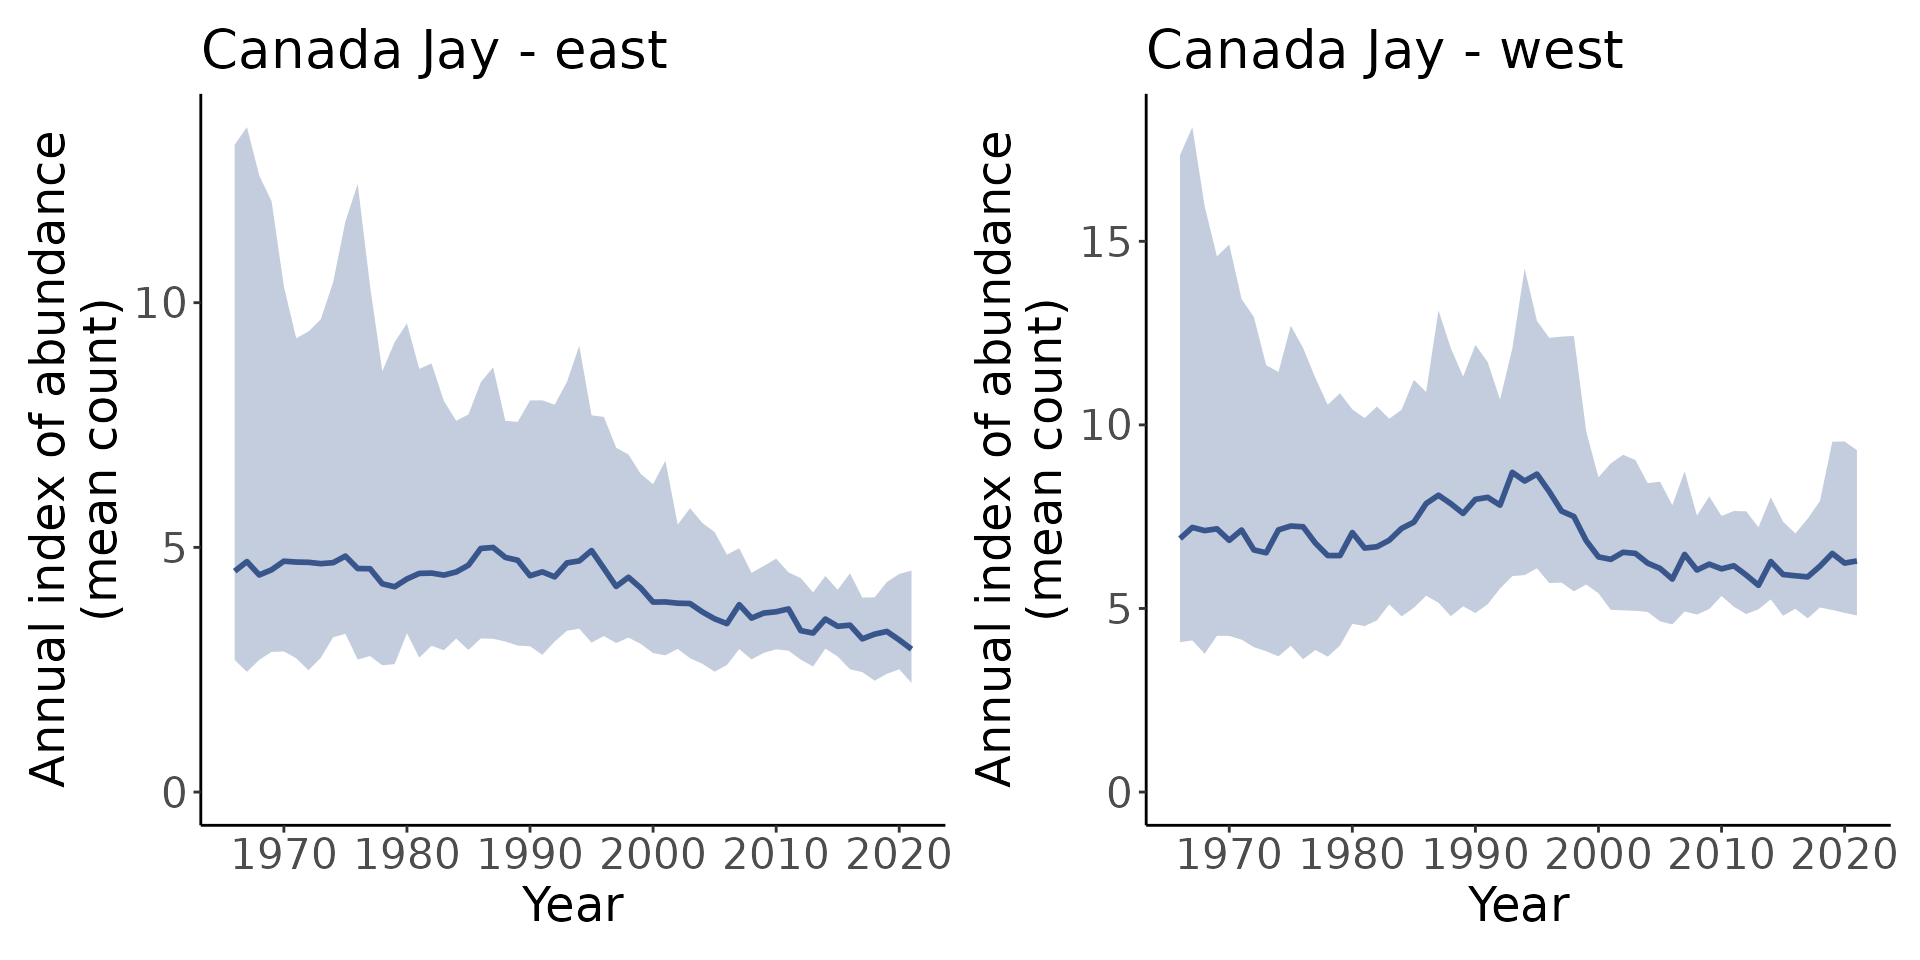 Canada Jay - east
Annual index of abundance
(mean count)
10
5
0
1970 1980 1990 2000 2010 2020
Year
Canada Jay - west
Annual index of abundance
(mean count)
15
10
5
0
1970 1980 1990 2000 2010 2020
Year